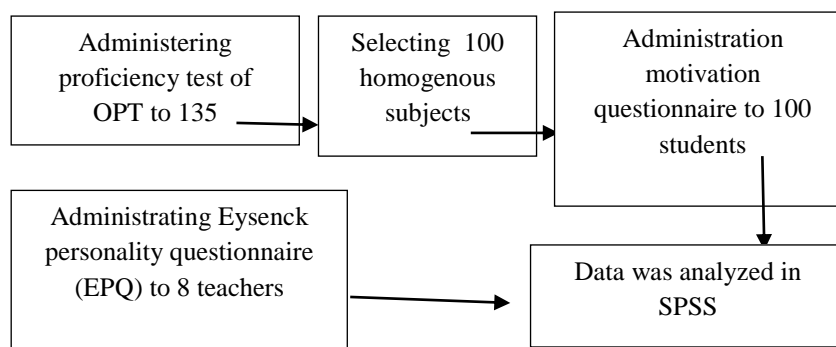 Administering
proficiency test of
OPT to 135
Selecting 100
homogenous
subjects
Administration
motivation
questionnaire to 100
students
Administrating Eysenck
personality questionnaire
(EPQ) to 8 teachers
Data was analyzed in
SPSS